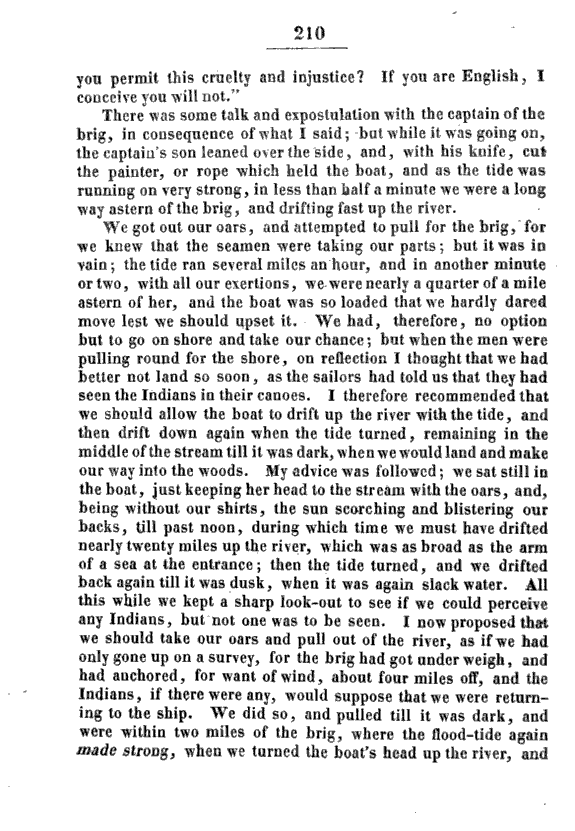 210
you permit this cruelty and injustice? If you are English, I
conceive you will not."
There was some talk and expostulation with the captain of the
brig, in consequence of what I said; but while it was going on,
the captain's son leaned over the side, and, with his knife, cut
the painter, or rope which held the boat, and as the tide was
running on very strong, in less than half a minute we were a long
way astern of the brig, and drifting fast up the river.
We got out our oars, and attempted to pull for the brig, for
we knew that the seamen were taking our parts; but it was in
vain; the tide ran several miles an hour, and in another minute
or two, with all our exertions, we were nearly a quarter of a mile
astern of her, and the boat was so loaded that we hardly dared
move lest we should upset it. We had, therefore, no option
but to go on shore and take our chance; but when the men were
pulling round for the shore, on reflection I thought that we had
better not land so soon, as the sailors had told us that they had
seen the Indians in their canoes. I therefore recommended that
we should allow the boat to drift up the river with the tide, and
then drift down again when the tide turned, remaining in the
middle of the stream till it was dark, when we would land and make
our way into the woods. My advice was followed; we sat still in
the boat, just keeping her head to the stream with the oars, and,
being without our shirts, the sun scorching and blistering our
backs, till past noon, during which time we must have drifted
nearly twenty miles up the river, which was as broad as the arm
of a sea at the entrance; then the tide turned, and we drifted
back again till it was dusk, when it was again slack water. All
this while we kept a sharp look-out to see if we could perceive
any Indians, but not one was to be seen. I now proposed that
we should take our oars and pull out of the river, as if we had
only gone up on a survey, for the brig had got under weigh, and
had anchored, for want of wind, about four miles off, and the
Indians, if there were any, would suppose that we were return-
ing to the ship. We did so, and pulled till it was dark, and
were within two miles of the brig, where the flood-tide again
made strong, when we turned the boat's head up the river, and